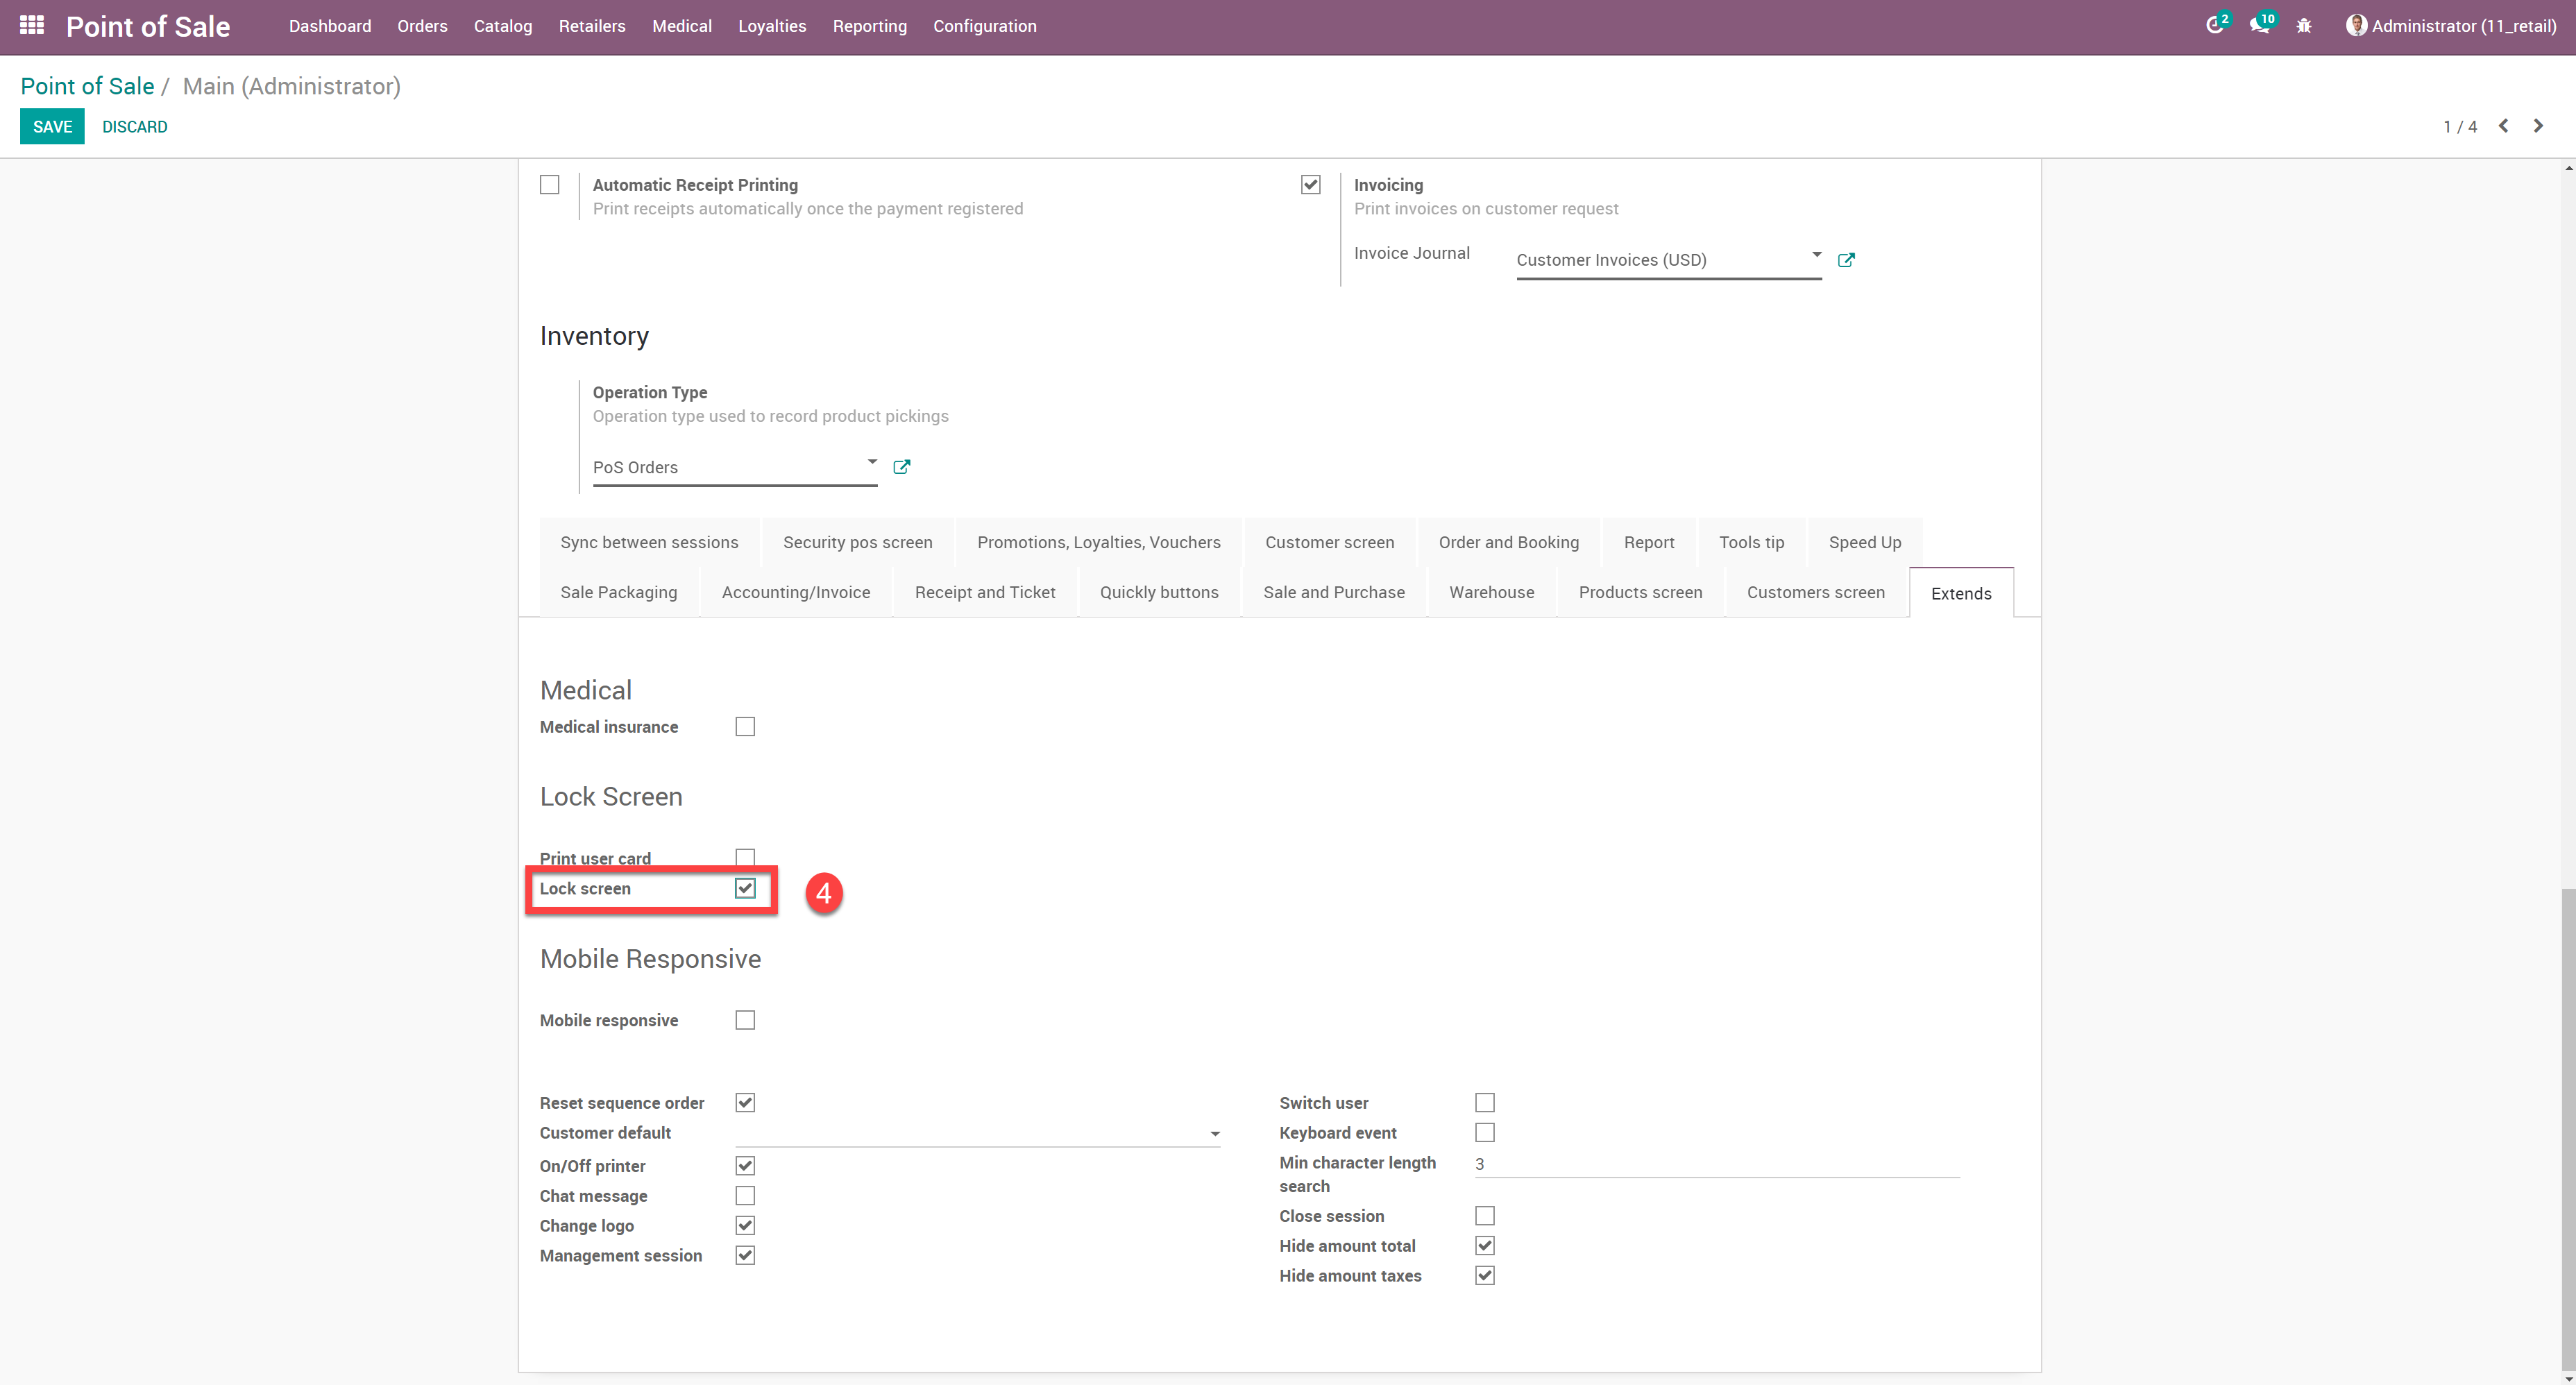 Point of Sale Dashboard Orders Catalog Retailers Medical Loyalties Reporting Configuration 2 10 Administrator (11_retail)
Point of Sale / Main (Administrator)
SAVE DISCARD 1 / 4
Automatic Receipt Printing
Print receipts automatically once the payment registered
Invoicing
Print invoices on customer request
Invoice Journal Customer Invoices (USD)
Inventory
Operation Type
Operation type used to record product pickings
PoS Orders
Sync between sessions Security pos screen Promotions, Loyalties, Vouchers Customer screen Order and Booking Report Tools tip Speed Up
Sale Packaging Accounting/Invoice Receipt and Ticket Quickly buttons Sale and Purchase Warehouse Products screen Customers screen Extends
Medical
Medical insurance
Lock Screen
Print user card
Lock screen 4
Mobile Responsive
Mobile responsive
Reset sequence order
Customer default
On/Off printer
Chat message
Change logo
Management session
Switch user
Keyboard event
Min character length 3
search
Close session
Hide amount total
Hide amount taxes